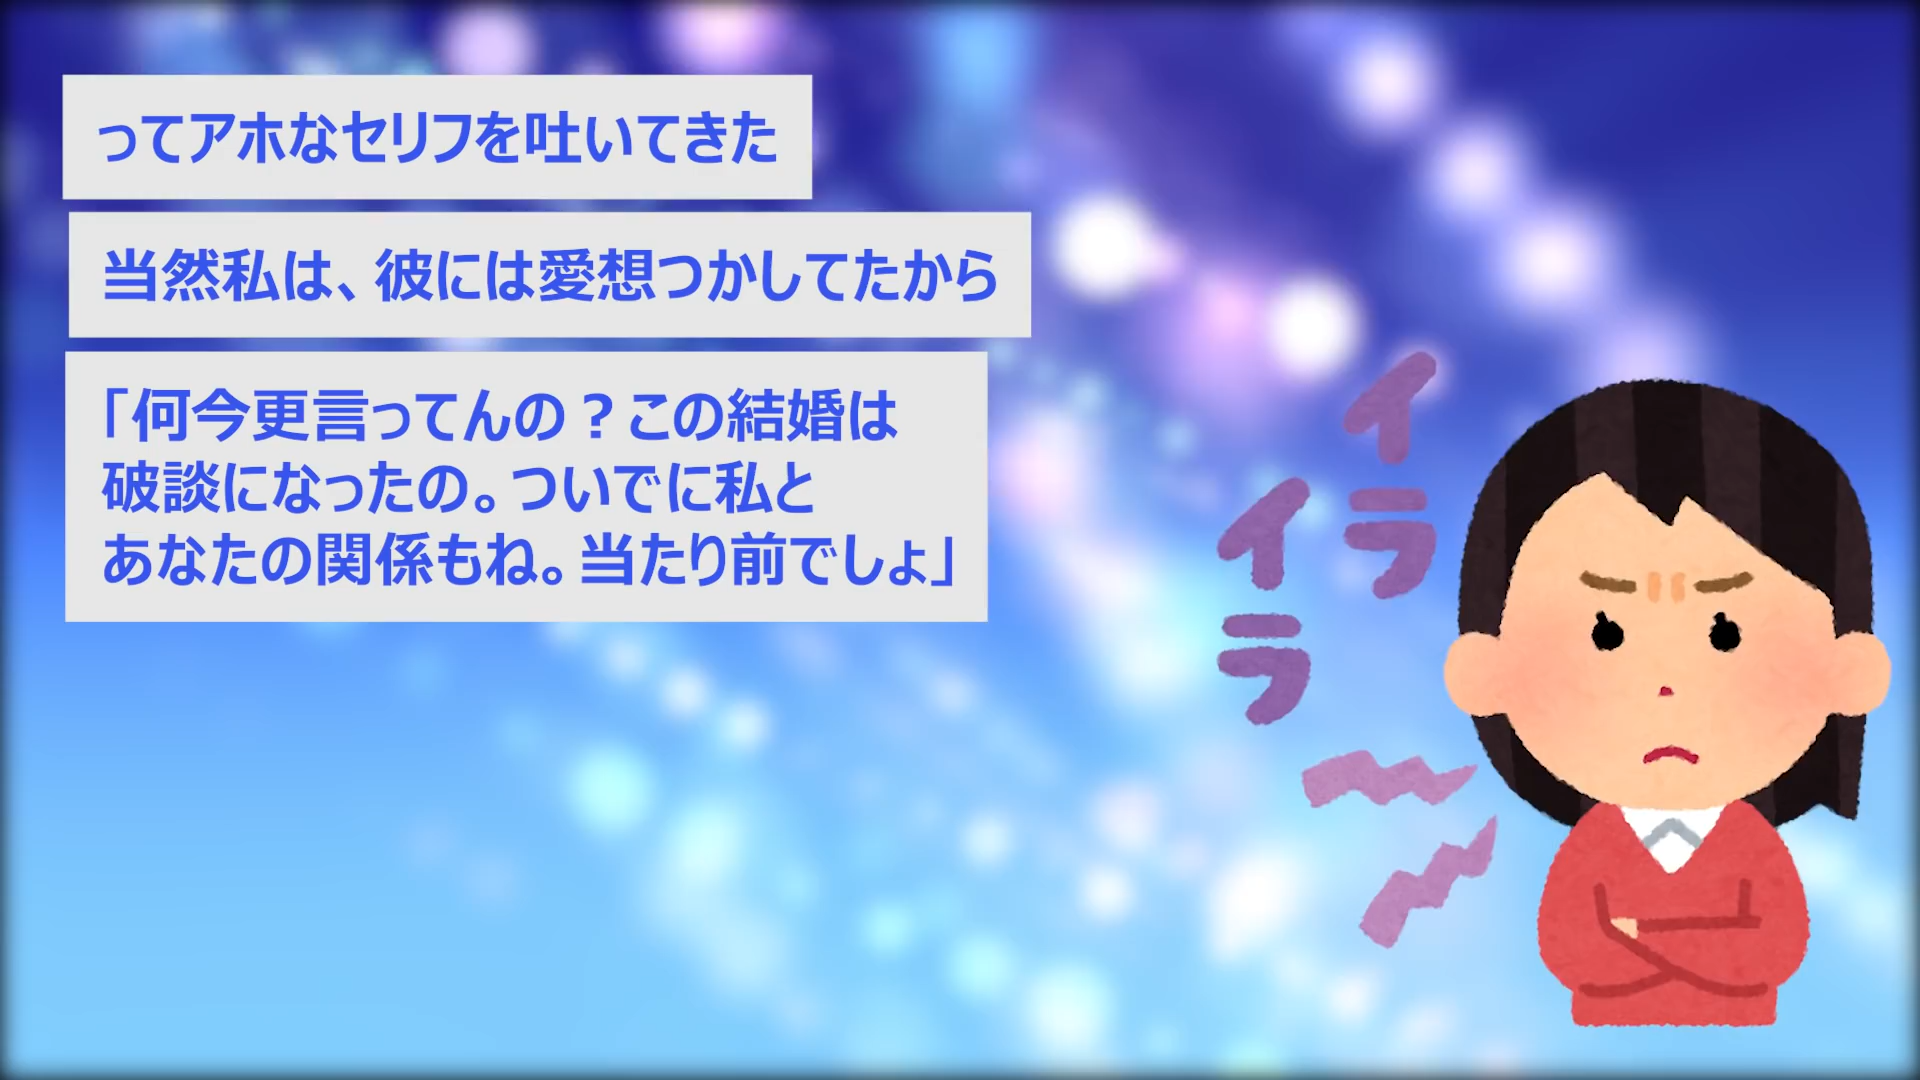 ってアホなセリフを吐いてきた
当然私は、彼には愛想つかしてたから
「何今更言ってんの？この結婚は
破談になったの。ついでに私と
あなたの関係もね。当たり前でしょ」
イラ
イラ